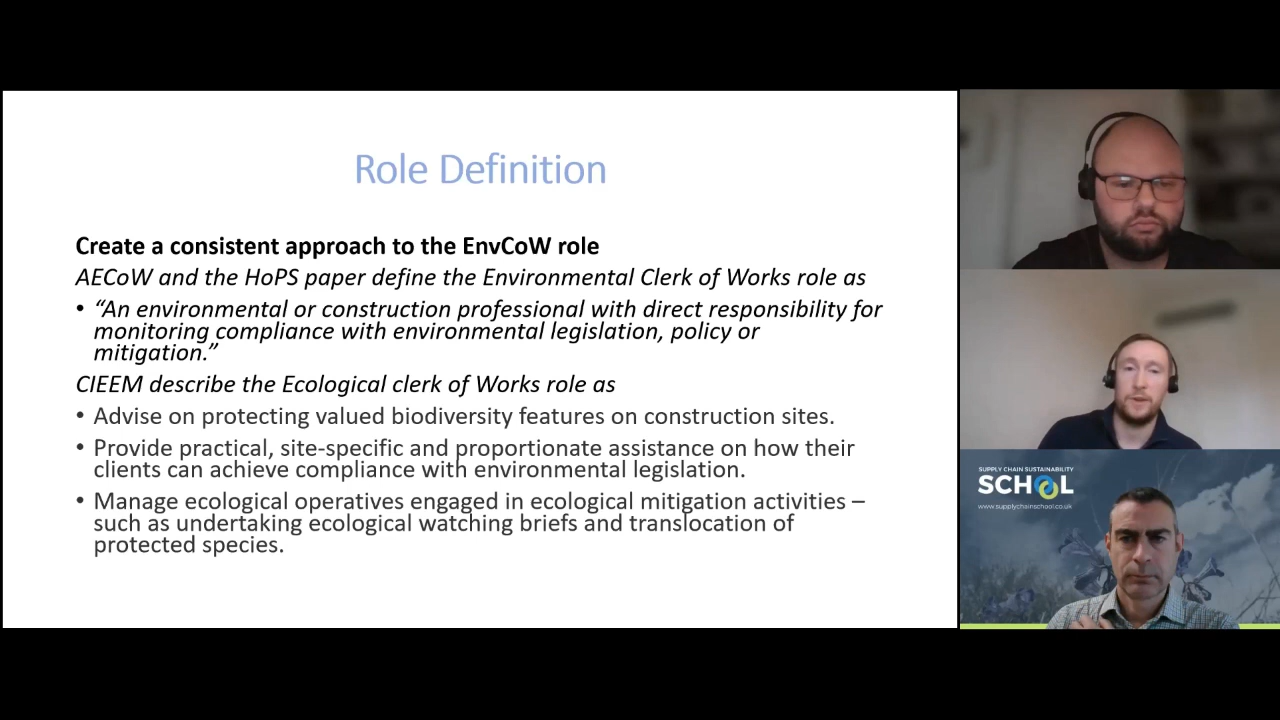 Role Definition
Create a consistent approach to the EnvCoW role
AECoW and the HoPS paper define the Environmental Clerk of Works role as
• “An environmental or construction professional with direct responsibility for
monitoring compliance with environmental legislation, policy or
mitigation.”
CIEEM describe the Ecological clerk of Works role as
• Advise on protecting valued biodiversity features on construction sites.
• Provide practical, site-specific and proportionate assistance on how their
clients can achieve compliance with environmental legislation.
• Manage ecological operatives engaged in ecological mitigation activities –
such as undertaking ecological watching briefs and translocation of
protected species.
SUPPLY CHAIN SUSTAINABILITY
SCHOOL
www.supplychainschool.co.uk